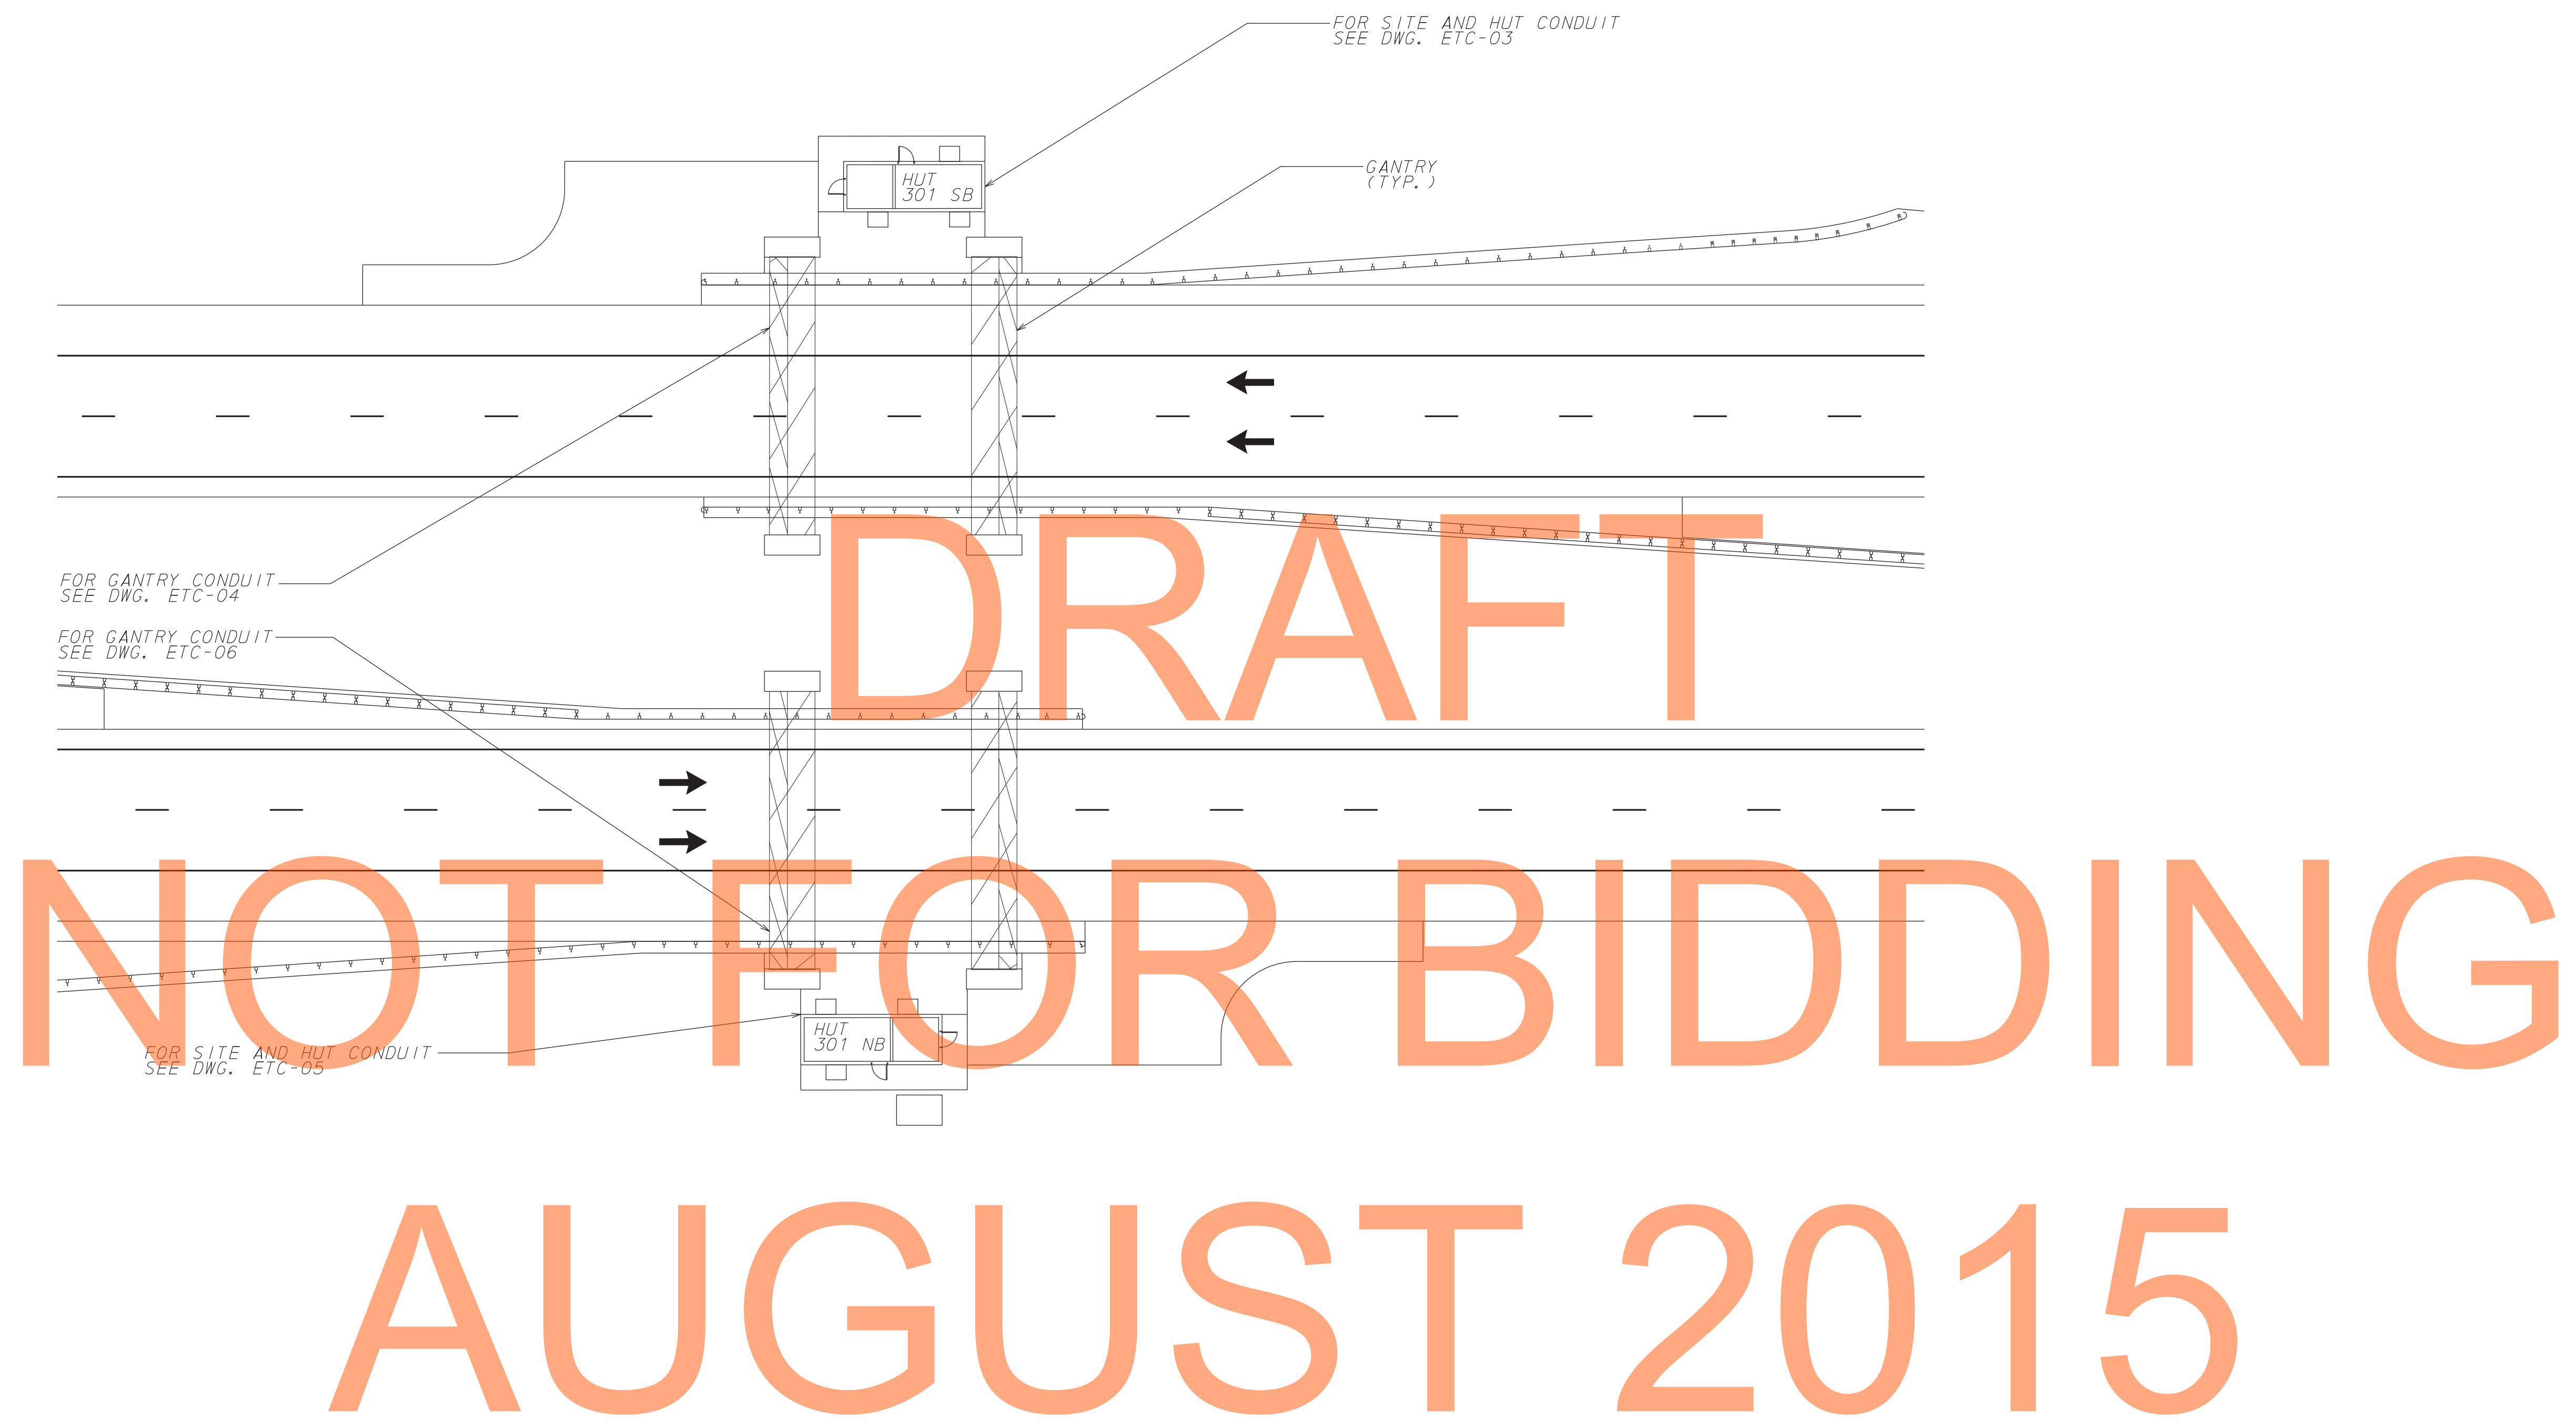 FOR SITE AND HUT CONDUIT
SEE DWG. ETC-03
GANTRY
(TYP.)
HUT
301 SB
FOR GANTRY CONDUIT
SEE DWG. ETC-04
FOR GANTRY CONDUIT
SEE DWG. ETC-06
DRAFT
NOT FOR BIDDING
HUT
301 NB
FOR SITE AND HUT CONDUIT
SEE DWG. ETC-05
AUGUST 2015